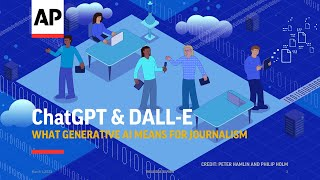 AP
ChatGPT & DALL-E
WHAT GENERATIVE AI MEANS FOR JOURNALISM
CREDIT: PETER HAMLIN AND PHILIP HOLM